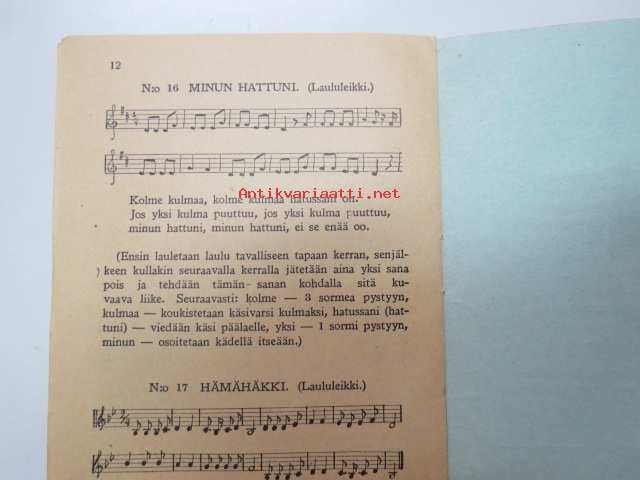 12
N:o 16 MINUN HATTUNI. (Laululeikki.)
Antikvariaatti.net
Kolme kulmaa, kolme kulmaa hatussani on.
Jos yksi kulma puuttuu, jos yksi kulma puuttuu,
minun hattuni, minun hattuni, ei se enää oo.
(Ensin lauletaan laulu tavalliseen tapaan kerran, senjäl-
keen kullakin seuraavalla kerralla jätetään aina yksi sana
pois ja tehdään tämän- sanan kohdalla sitä ku-
vaava liike. Seuraavasti: kolme — 3 sormea pystyyn,
kulmaa — koukistetaan käsivarsi kulmaksi, hatussani (hat-
tuni) — viedään käsi päälaelle, yksi — 1 sormi pystyyn,
minun — osoitetaan kädellä itseään.)
N:o 17 HÄMÄHÄKKI. (Laululeikki.)